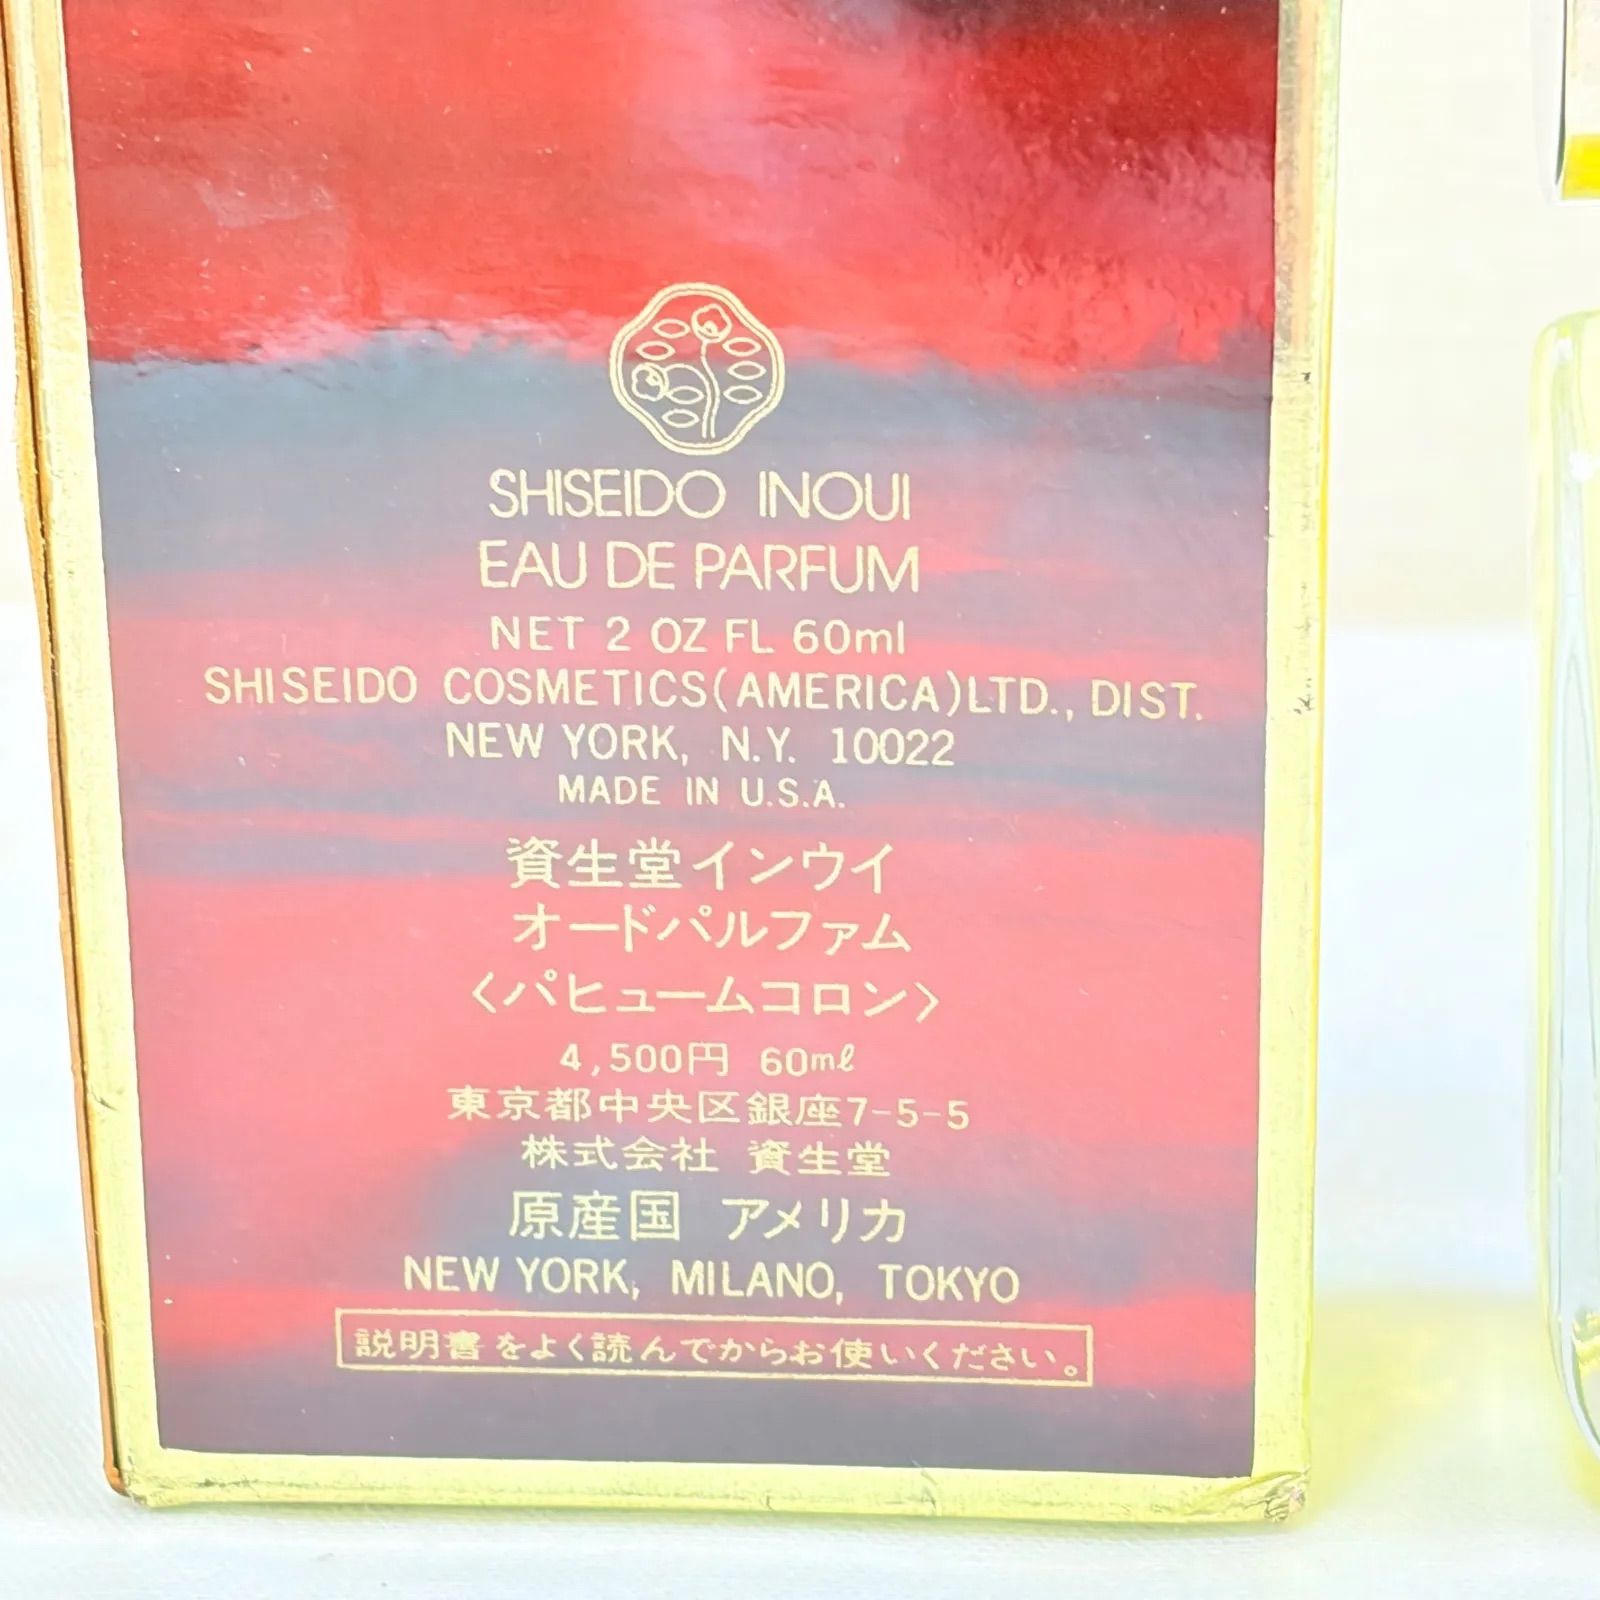 SHISEIDO INOUI
EAU DE PARFUM
NET 2 OZ FL 60ml
SHISEIDO COSMETICS(AMERICA)LTD., DIST.
NEW YORK, N.Y. 10022
MADE IN U.S.A.
資生堂インウイ
オードパルファム
〈パヒュームコロン〉
4,500円 60mℓ
東京都中央区銀座7-5-5
株式会社 資生堂
原産国 アメリカ
NEW YORK, MILANO, TOKYO
説明書をよく読んでからお使いください。